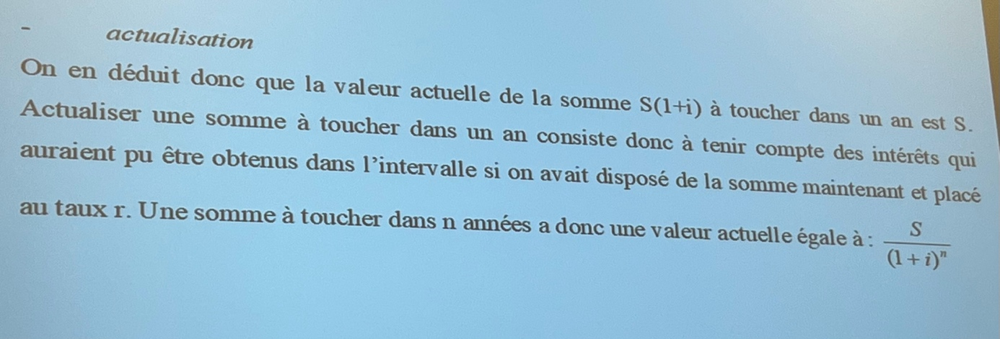 - actualisation
On en déduit donc que la valeur actuelle de la somme S(1+i) à toucher dans un an est S.
Actualiser une somme à toucher dans un an consiste donc à tenir compte des intérêts qui
auraient pu être obtenus dans l'intervalle si on avait disposé de la somme maintenant et placé
au taux r. Une somme à toucher dans n années a donc une valeur actuelle égale à : S/(1 + i)^n